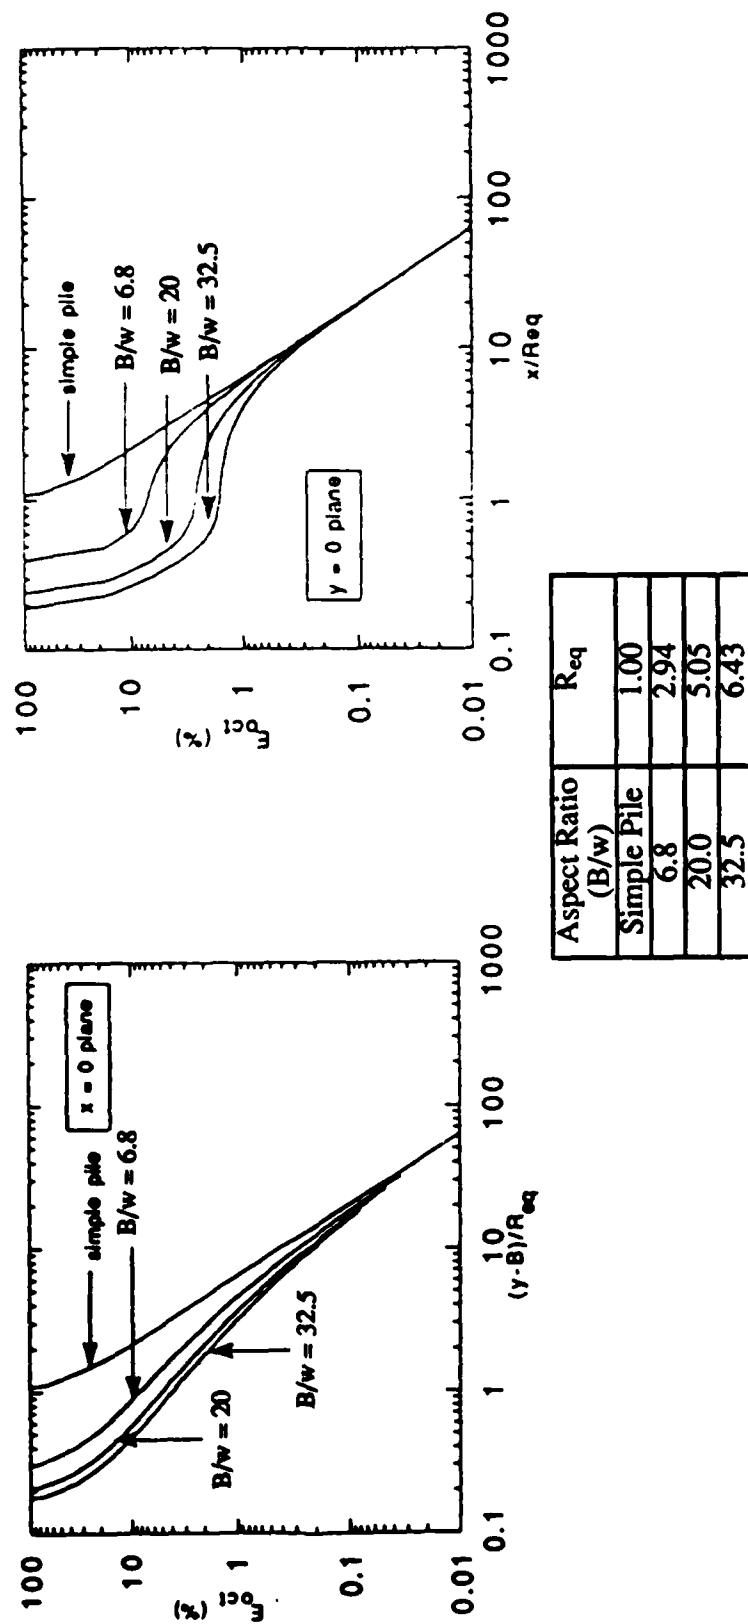 100
10
1
0.1
0.01
E_oct (%)
0.1
1
10
100
1000
(y-B)/R_eq
x = 0 plane
simple pile
B/w = 6.8
B/w = 20
B/w = 32.5
100
10
1
0.1
0.01
E_oct (%)
0.1
1
10
100
1000
x/Req
y = 0 plane
simple pile
B/w = 6.8
B/w = 20
B/w = 32.5
Aspect Ratio (B/w) R_eq
Simple Pile 1.00
6.8 2.94
20.0 5.05
32.5 6.43